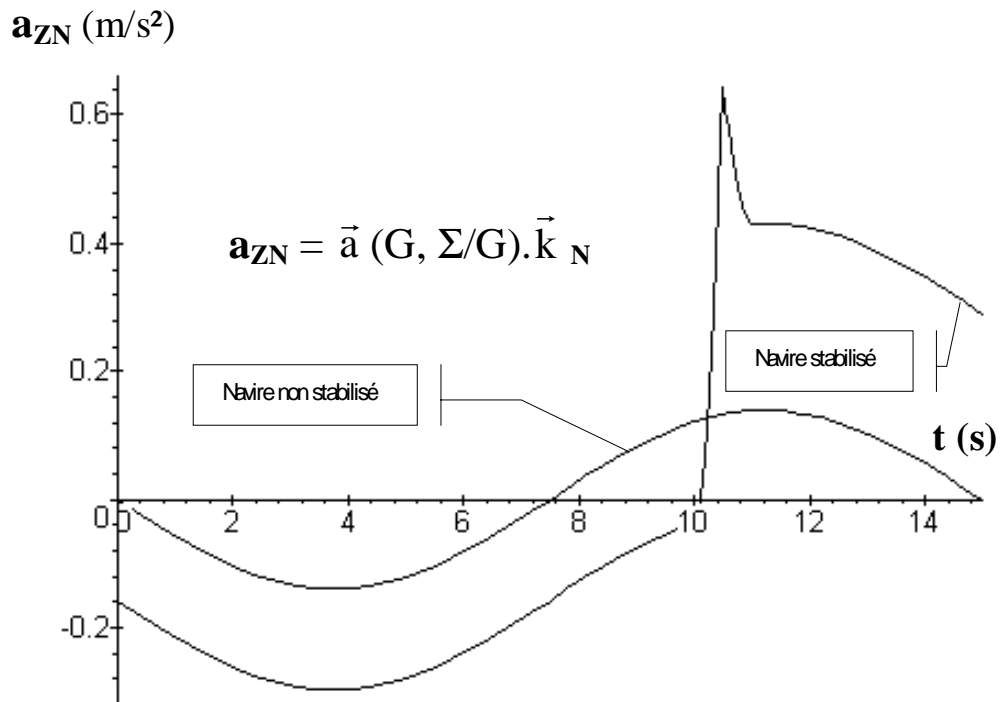 a_ZN (m/s²)
0.6
0.4
a_ZN = a⃗ (G, Σ/G).k⃗ _N
Navire stabilisé
0.2
Navire non stabilisé
t (s)
0
0 2 4 6 8 10 12 14
-0.2